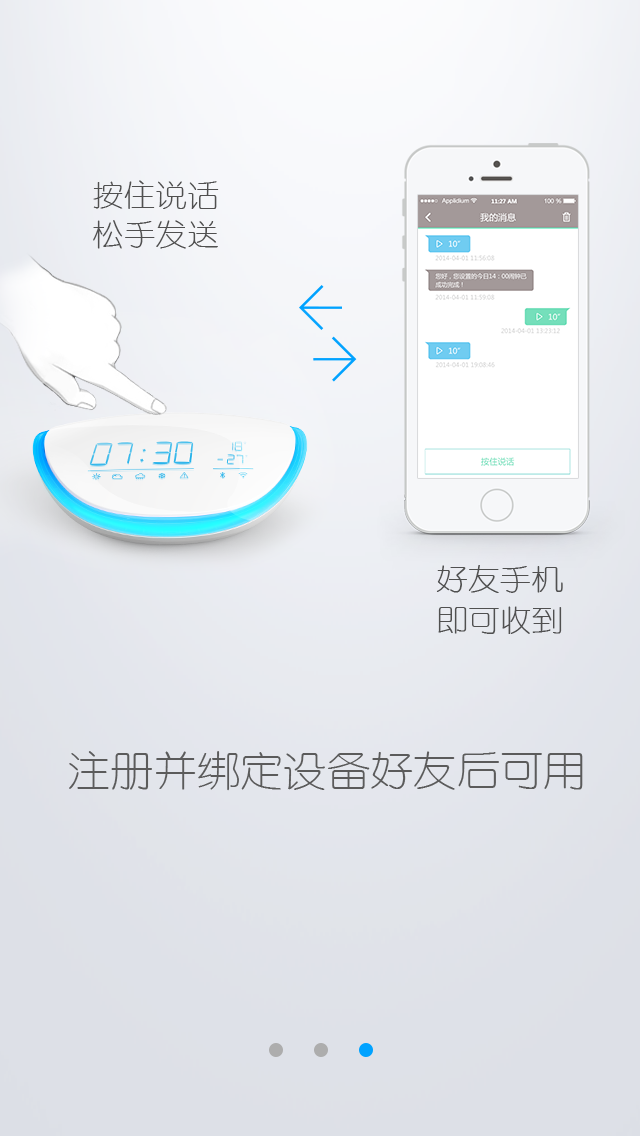 按住说话
松手发送
Applidium
11:27 AM
100 %
我的消息
10"
2014-04-01 11:56:08
您好，您设置的今日14：00闹钟已
成功完成！
2014-04-01 11:59:08
10"
2014-04-01 13:23:12
10"
2014-04-01 19:08:46
按住说话
07:30
18°
-27°
好友手机
即可收到
注册并绑定设备好友后可用